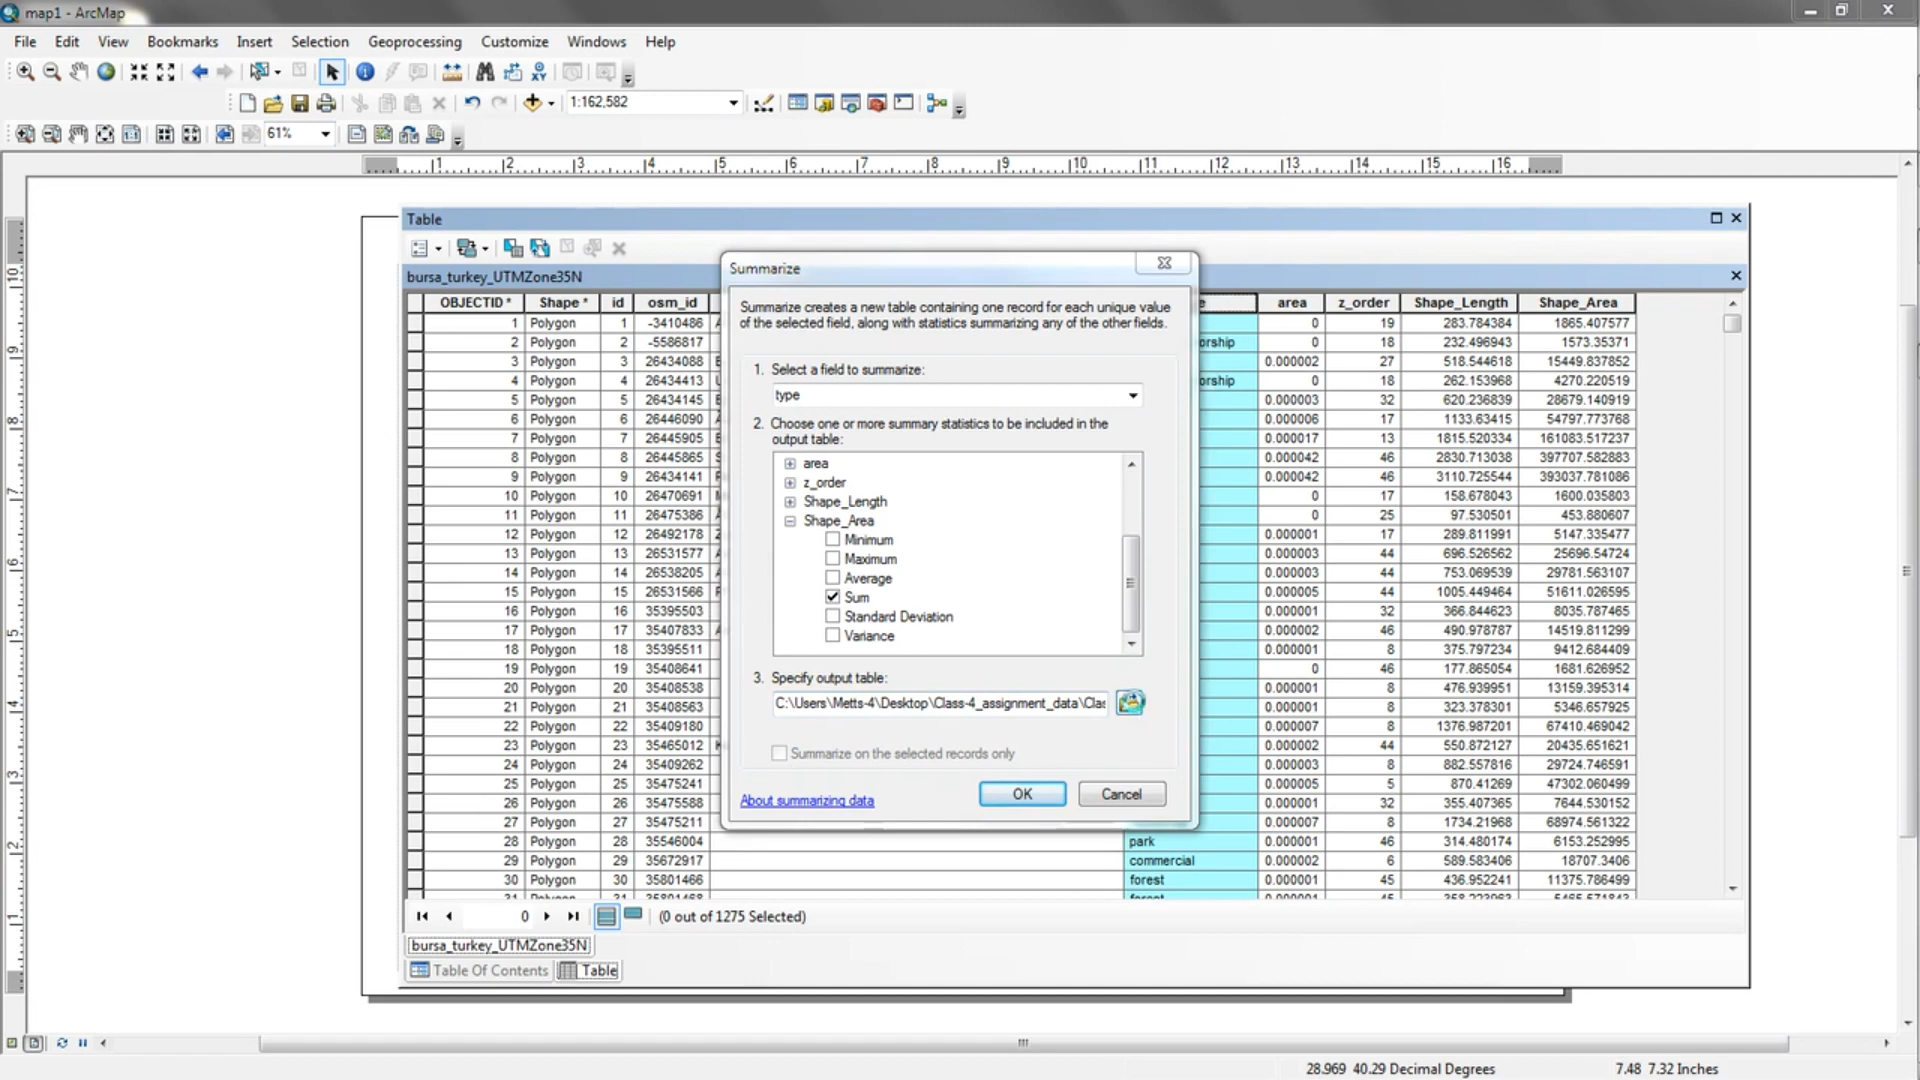 map1 - ArcMap
File Edit View Bookmarks Insert Selection Geoprocessing Customize Windows Help
1:162,582
61%
1 2 3 4 5 6 7 8 9 10 11 12 13 14 15 16
Table
bursa_turkey_UTMZone35N
OBJECTID * Shape * id osm_id area z_order Shape_Length Shape_Area
1 Polygon 1 -3410486 0 19 283.784384 1865.407577
2 Polygon 2 -5586817 orship 0 18 232.496943 1573.35371
3 Polygon 3 26434088 0.000002 27 518.544618 15449.837852
4 Polygon 4 26434413 orship 0 18 262.153968 4270.220519
5 Polygon 5 26434145 0.000003 32 620.236839 28679.140919
6 Polygon 6 26446090 0.000006 17 1133.63415 54797.773768
7 Polygon 7 26445905 0.000017 13 1815.520334 161083.517237
8 Polygon 8 26445865 0.000042 46 2830.713038 397707.582883
9 Polygon 9 26434141 0.000042 46 3110.725544 393037.781086
10 Polygon 10 26470691 0 17 158.678043 1600.035803
11 Polygon 11 26475386 0 25 97.530501 453.880607
12 Polygon 12 26492178 0.000001 17 289.811991 5147.335477
13 Polygon 13 26531577 0.000003 44 696.526562 25696.54724
14 Polygon 14 26538205 0.000003 44 753.069539 29781.563107
15 Polygon 15 26531566 0.000005 44 1005.449464 51611.026595
16 Polygon 16 35395503 0.000001 32 366.844623 8035.787465
17 Polygon 17 35407833 0.000002 46 490.978787 14519.811299
18 Polygon 18 35395511 0.000001 8 375.797234 9412.684409
19 Polygon 19 35408641 0 46 177.865054 1681.626952
20 Polygon 20 35408538 0.000001 8 476.939951 13159.395314
21 Polygon 21 35408563 0.000001 8 323.378301 5346.657925
22 Polygon 22 35409180 0.000007 8 1376.987201 67410.469042
23 Polygon 23 35465012 0.000002 44 550.872127 20435.651621
24 Polygon 24 35409262 0.000003 8 882.557816 29724.746591
25 Polygon 25 35475241 0.000005 5 870.41269 47302.060499
26 Polygon 26 35475588 0.000001 32 355.407365 7644.530152
27 Polygon 27 35475211 0.000007 8 1734.21968 68974.561322
28 Polygon 28 35546004 park 0.000001 46 314.480174 6153.252995
29 Polygon 29 35672917 commercial 0.000002 6 589.583406 18707.3406
30 Polygon 30 35801466 forest 0.000001 45 436.952241 11375.786499
Summarize
Summarize creates a new table containing one record for each unique value
of the selected field, along with statistics summarizing any of the other fields.
1. Select a field to summarize:
type
2. Choose one or more summary statistics to be included in the
output table:
area
z_order
Shape_Length
Shape_Area
Minimum
Maximum
Average
Sum
Standard Deviation
Variance
3. Specify output table:
C:\Users\Metts-4\Desktop\Class-4_assignment_data\Clas
Summarize on the selected records only
About summarizing data
OK
Cancel
0 (0 out of 1275 Selected)
bursa_turkey_UTMZone35N
Table Of Contents Table
28.969 40.29 Decimal Degrees 7.48 7.32 Inches